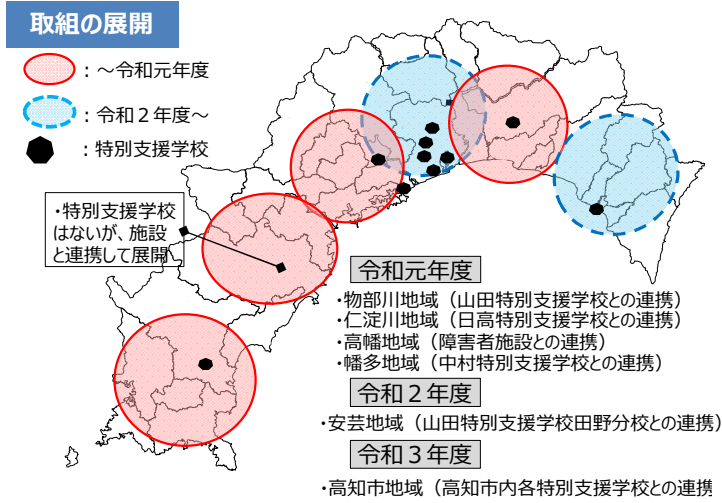 取組の展開
：～令和元年度
：令和２年度～
：特別支援学校
・特別支援学校
はないが、施設
と連携して展開
令和元年度
・物部川地域（山田特別支援学校との連携）
・仁淀川地域（日高特別支援学校との連携）
・高幡地域（障害者施設との連携）
・幡多地域（中村特別支援学校との連携）
令和２年度
・安芸地域（山田特別支援学校田野分校との連携）
令和３年度
・高知市地域（高知市内各特別支援学校との連携